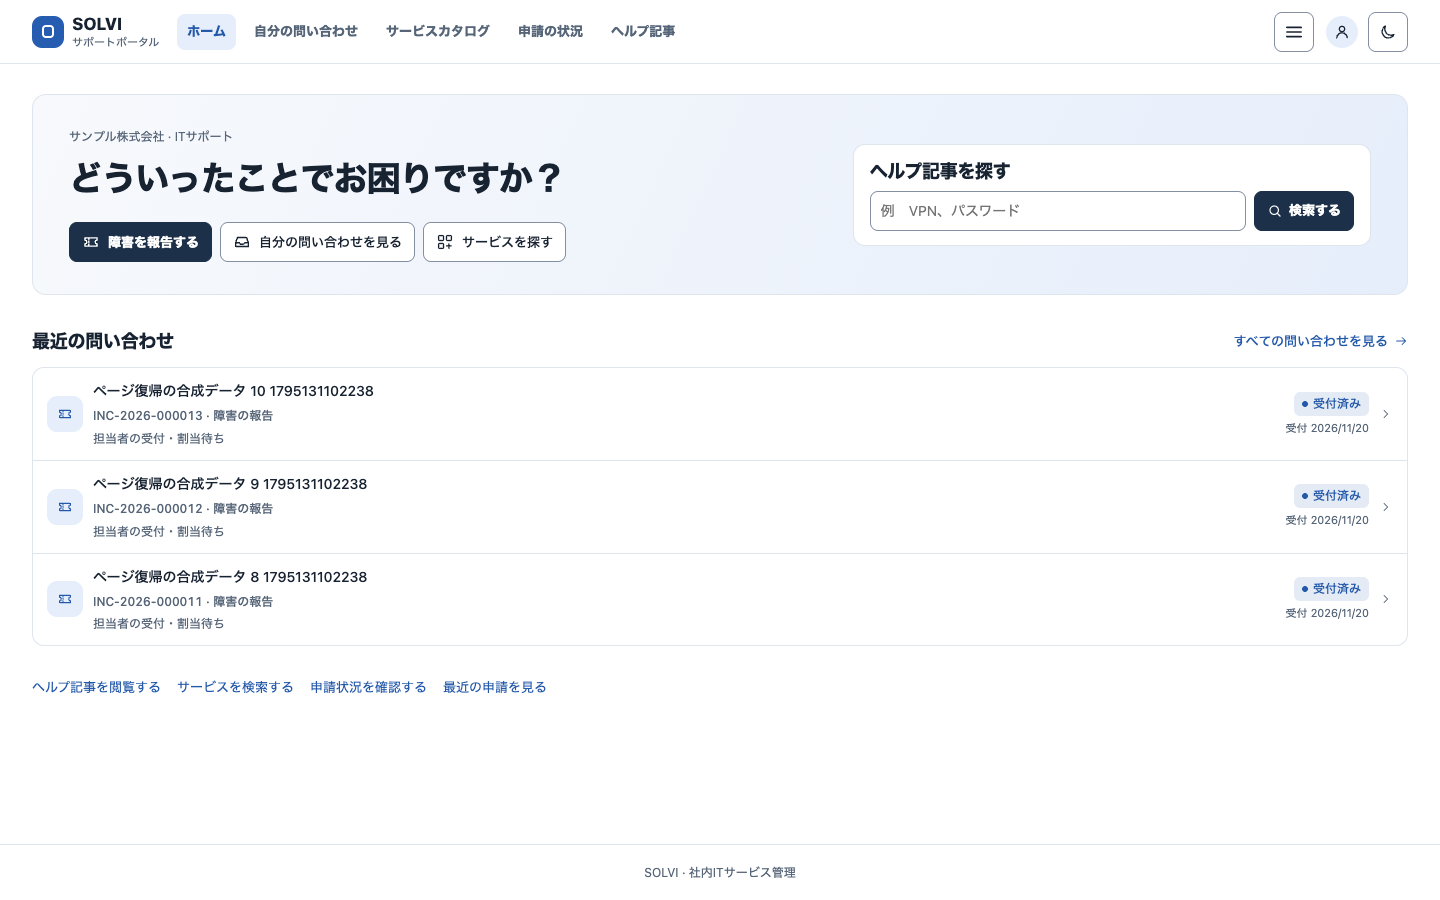 SOLVI
サポートポータル
ホーム
自分の問い合わせ
サービスカタログ
申請の状況
ヘルプ記事
サンプル株式会社 · ITサポート
どういったことでお困りですか？
障害を報告する
自分の問い合わせを見る
サービスを探す
ヘルプ記事を探す
例　VPN、パスワード
検索する
最近の問い合わせ
すべての問い合わせを見る
ページ復帰の合成データ 10 1795131102238
INC-2026-000013 · 障害の報告
担当者の受付・割当待ち
受付済み
受付 2026/11/20
ページ復帰の合成データ 9 1795131102238
INC-2026-000012 · 障害の報告
担当者の受付・割当待ち
受付済み
受付 2026/11/20
ページ復帰の合成データ 8 1795131102238
INC-2026-000011 · 障害の報告
担当者の受付・割当待ち
受付済み
受付 2026/11/20
ヘルプ記事を閲覧する
サービスを検索する
申請状況を確認する
最近の申請を見る
SOLVI · 社内ITサービス管理